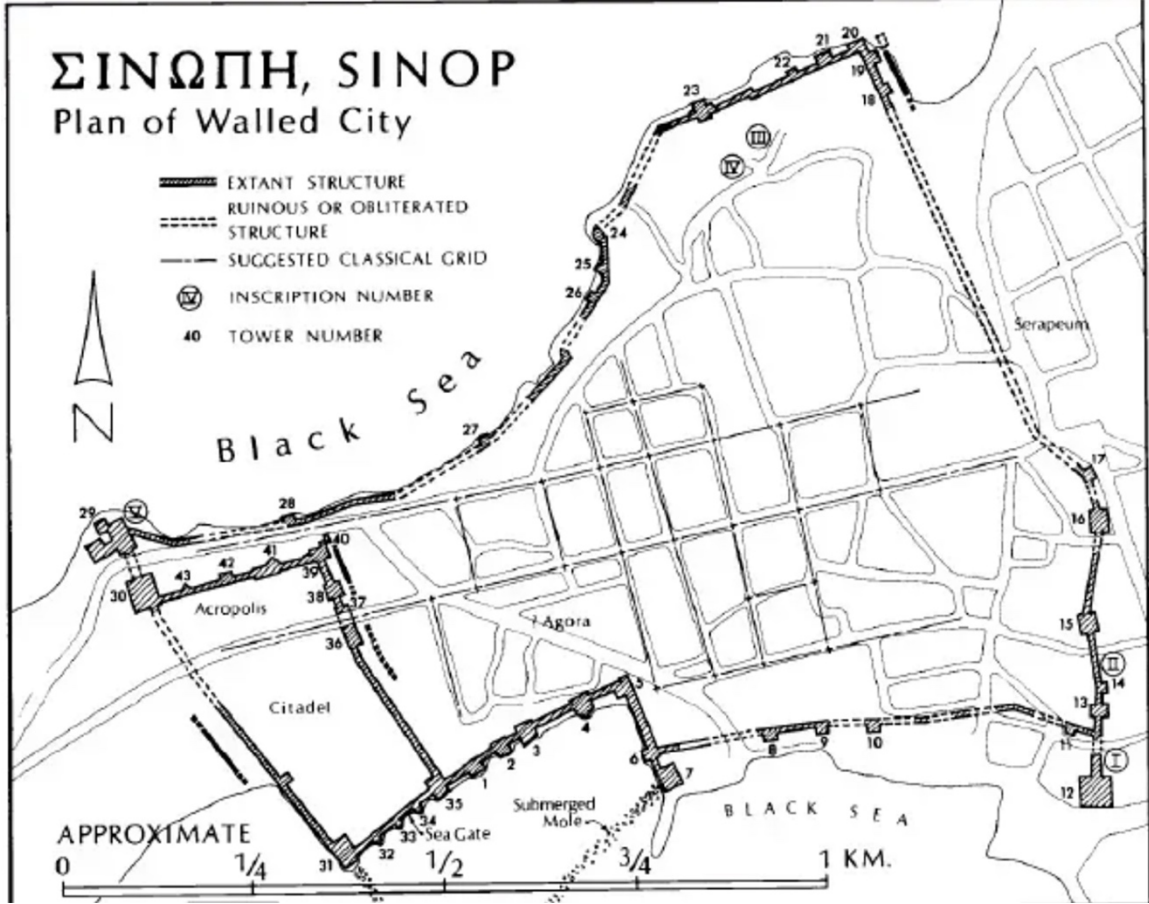 ΣΙΝΩΠΗ, SINOP
Plan of Walled City
EXTANT STRUCTURE
RUINOUS OR OBLITERATED
STRUCTURE
SUGGESTED CLASSICAL GRID
IV INSCRIPTION NUMBER
40 TOWER NUMBER
N
Black Sea
20
21
22
19
18
23
III
IV
24
25
26
Serapeum
27
17
28
29
V
16
40
41
42
43
39
30
38
37
Acropolis
36
? Agora
15
II
14
13
Citadel
5
4
3
2
1
6
7
8
9
10
11
I
12
35
34
33
32
31
Sea Gate
Submerged
Mole
BLACK SEA
APPROXIMATE
0 1/4 1/2 3/4 1 KM.